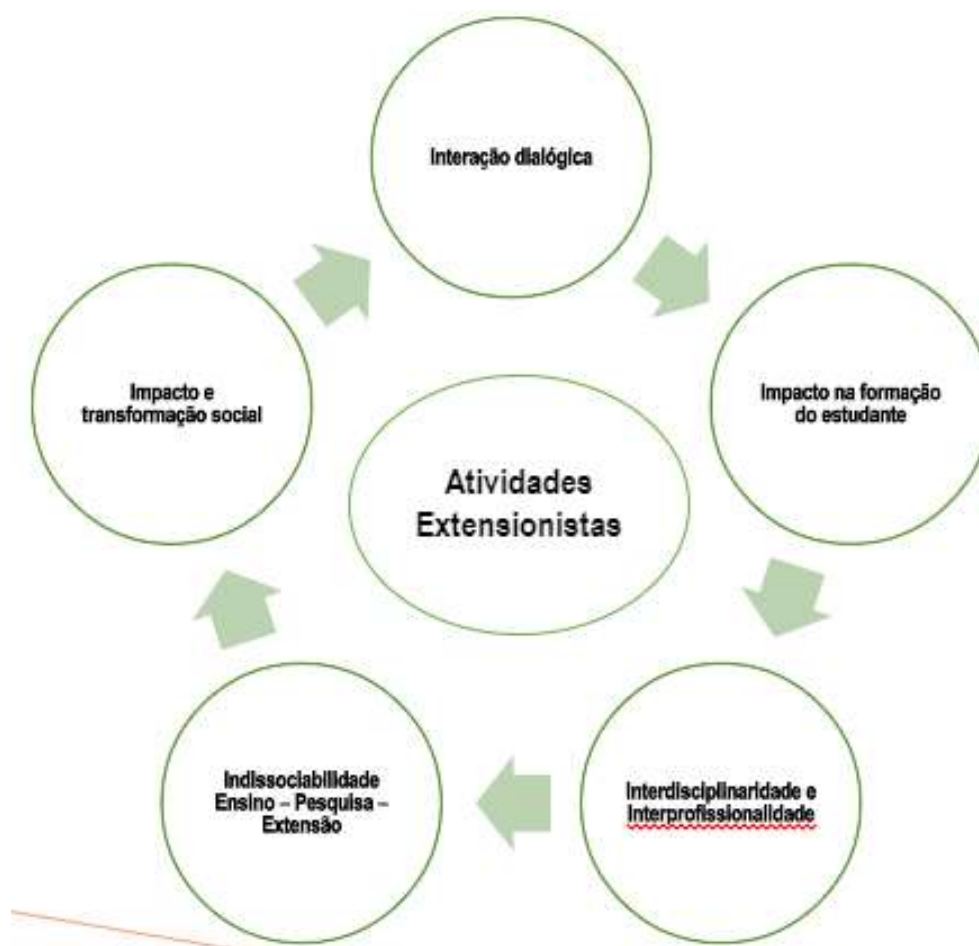 Interação dialógica
Impacto na formação
do estudante
Interdisciplinaridade e
Interprofissionalidade
Indissociabilidade
Ensino – Pesquisa –
Extensão
Impacto e
transformação social
Atividades
Extensionistas